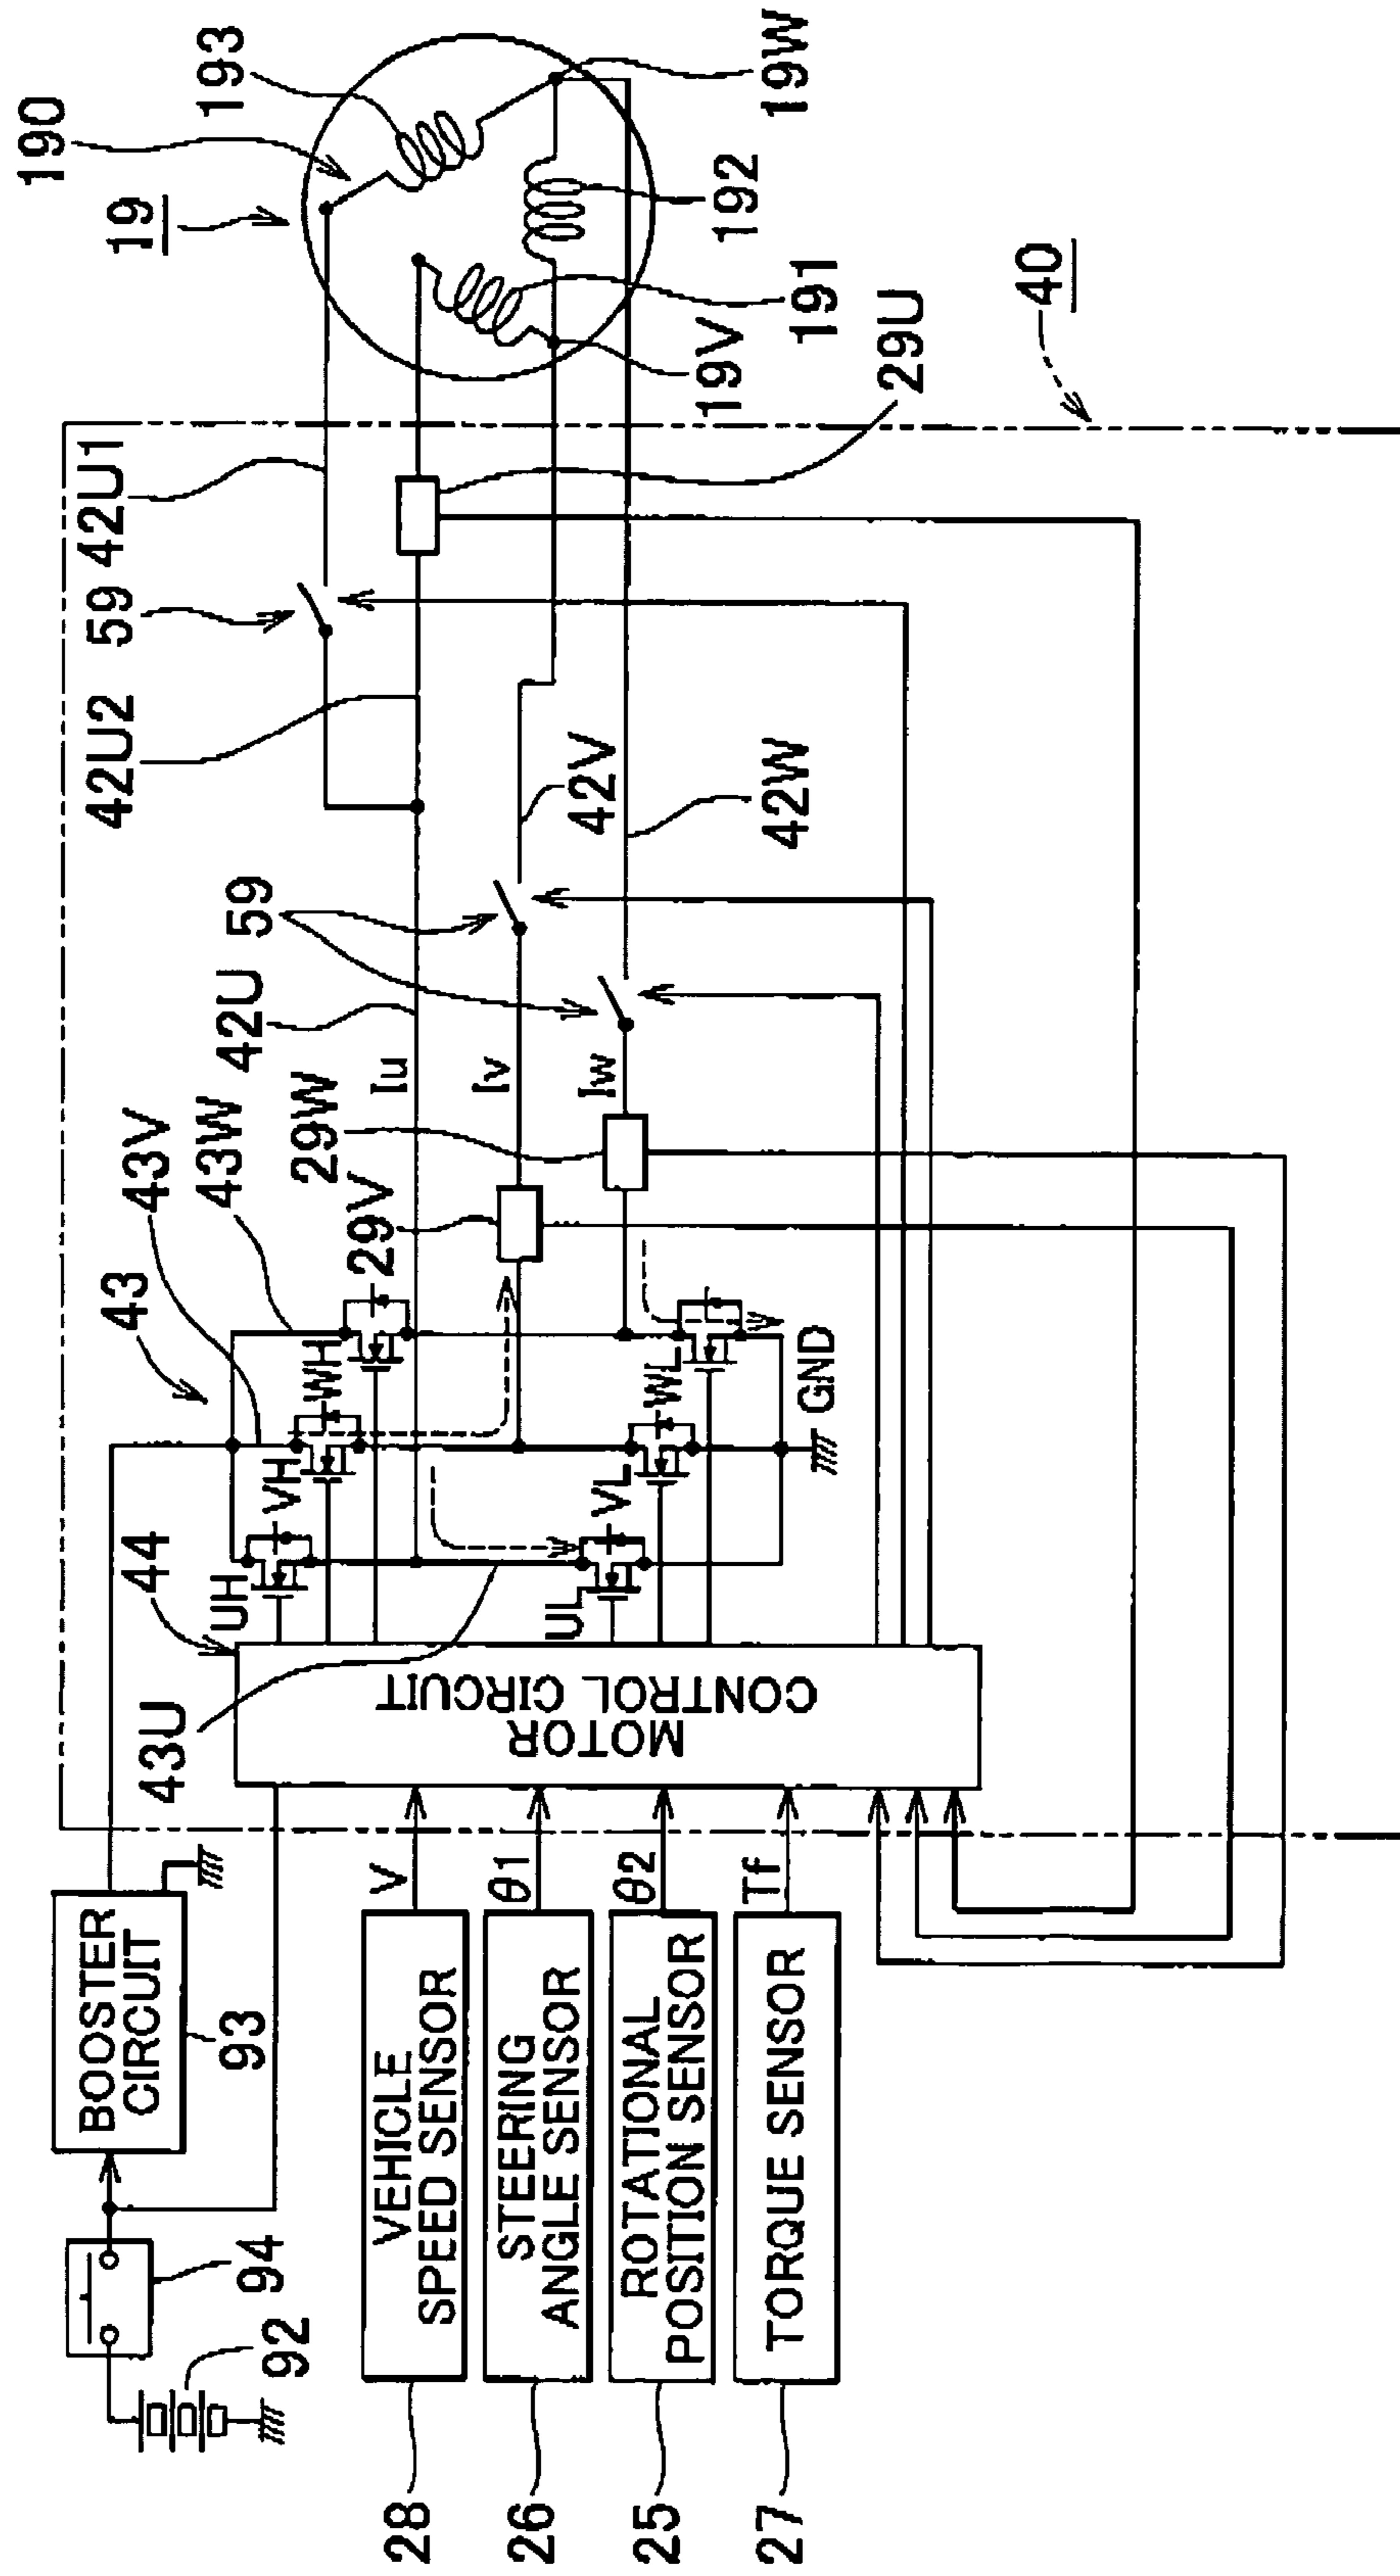 190
193
19
19W
192
191
19V
29U
40
42U1
59
42U2
42V
42W
59
42U
Iu
Iv
Iw
29W
29V
43V
43W
43
WH
VH
UH
WL
VL
UL
GND
44
43U
MOTOR
CONTROL CIRCUIT
BOOSTER
CIRCUIT
93
94
92
V
θ1
θ2
Tf
VEHICLE
SPEED SENSOR
STEERING
ANGLE SENSOR
ROTATIONAL
POSITION SENSOR
TORQUE SENSOR
28
26
25
27